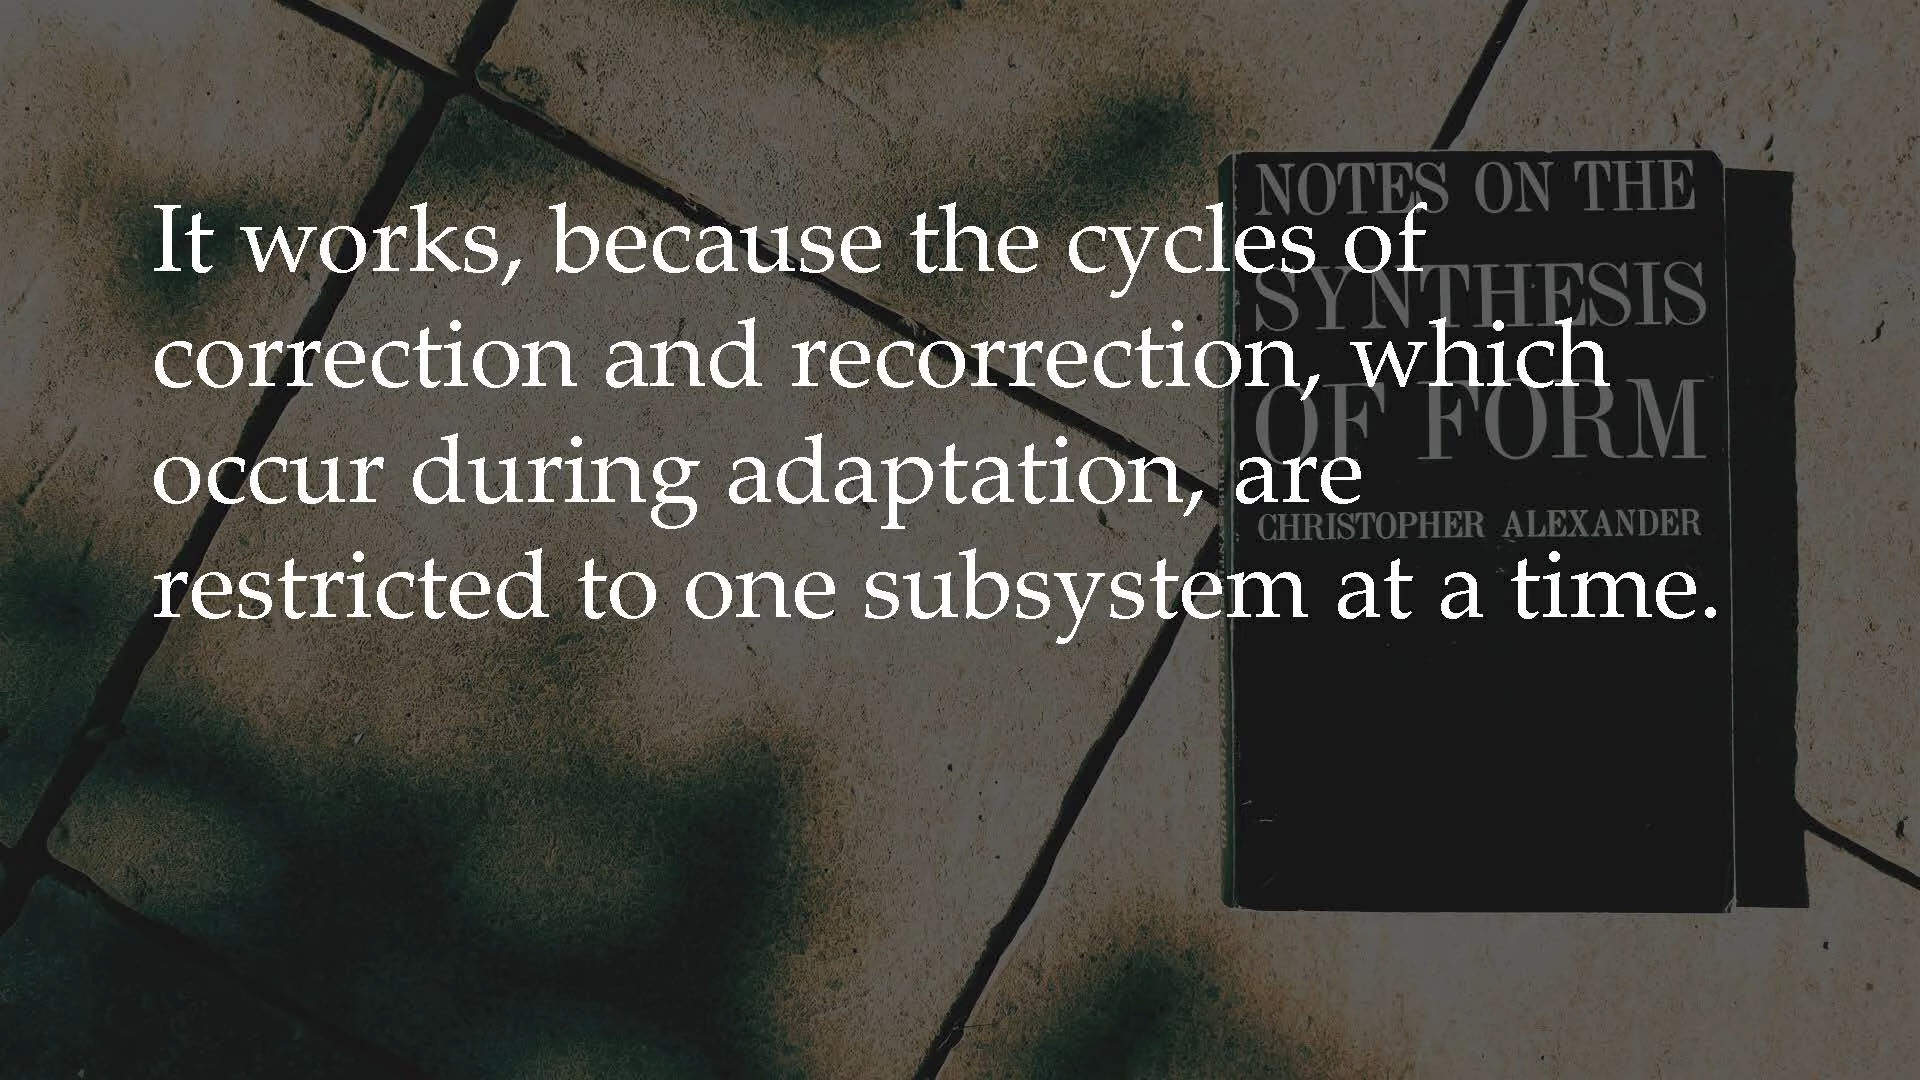 It works, because the cycles of
correction and recorrection, which
occur during adaptation, are
restricted to one subsystem at a time.
NOTES ON THE
SYNTHESIS
OF FORM
CHRISTOPHER ALEXANDER